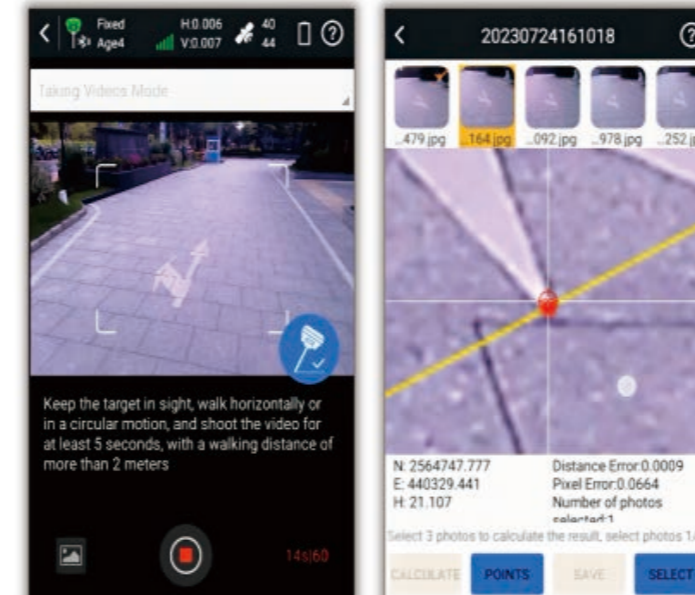 Fixed
Age4
H:0.006
V:0.007
40
44
Taking Videos Mode
Keep the target in sight, walk horizontally or
in a circular motion, and shoot the video for
at least 5 seconds, with a walking distance of
more than 2 meters
14s|60
20230724161018
...479.jpg
...164.jpg
...092.jpg
...978.jpg
...252.j
N: 2564747.777
E: 440329.441
H: 21.107
Distance Error:0.0009
Pixel Error:0.0664
Number of photos
selected:1
Select 3 photos to calculate the result, select photos 1
CALCULATE
POINTS
SAVE
SELECT